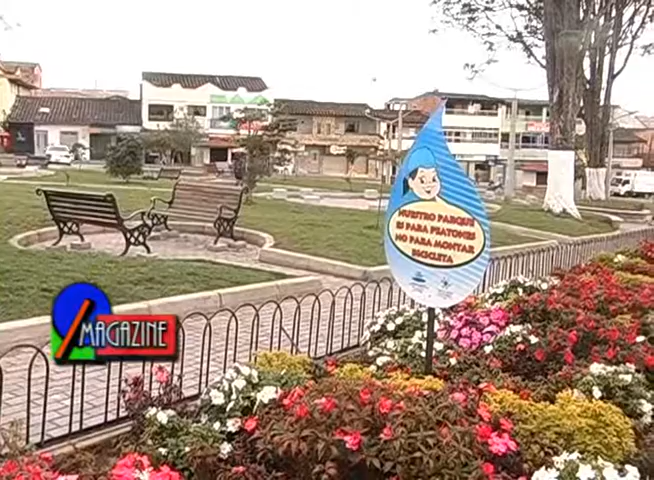 NUESTRO PARQUE
ES PARA PEATONES
NO PARA MONTAR
BICICLETA
MAGAZINE